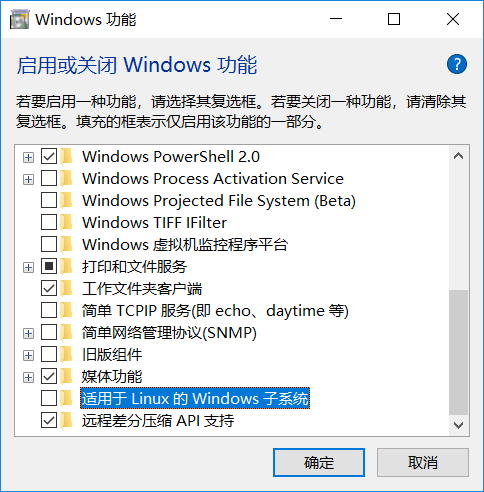 Windows 功能
启用或关闭 Windows 功能
若要启用一种功能，请选择其复选框。若要关闭一种功能，请清除其
复选框。填充的框表示仅启用该功能的一部分。
Windows PowerShell 2.0
Windows Process Activation Service
Windows Projected File System (Beta)
Windows TIFF IFilter
Windows 虚拟机监控程序平台
打印和文件服务
工作文件夹客户端
简单 TCPIP 服务(即 echo、daytime 等)
简单网络管理协议(SNMP)
旧版组件
媒体功能
适用于 Linux 的 Windows 子系统
远程差分压缩 API 支持
确定
取消